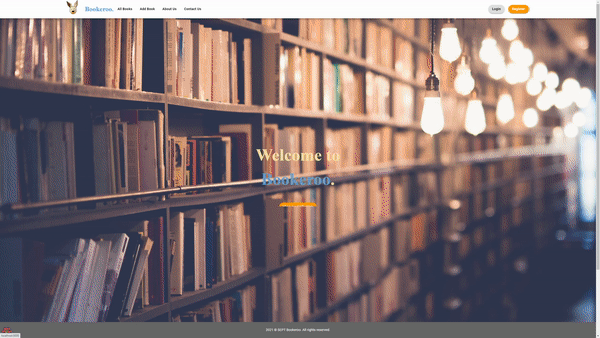 Bookeroo.
All Books
Add Book
About Us
Contact Us
Login
Register
Welcome to
Bookeroo.
2021 © SEPT Bookeroo, All rights reserved